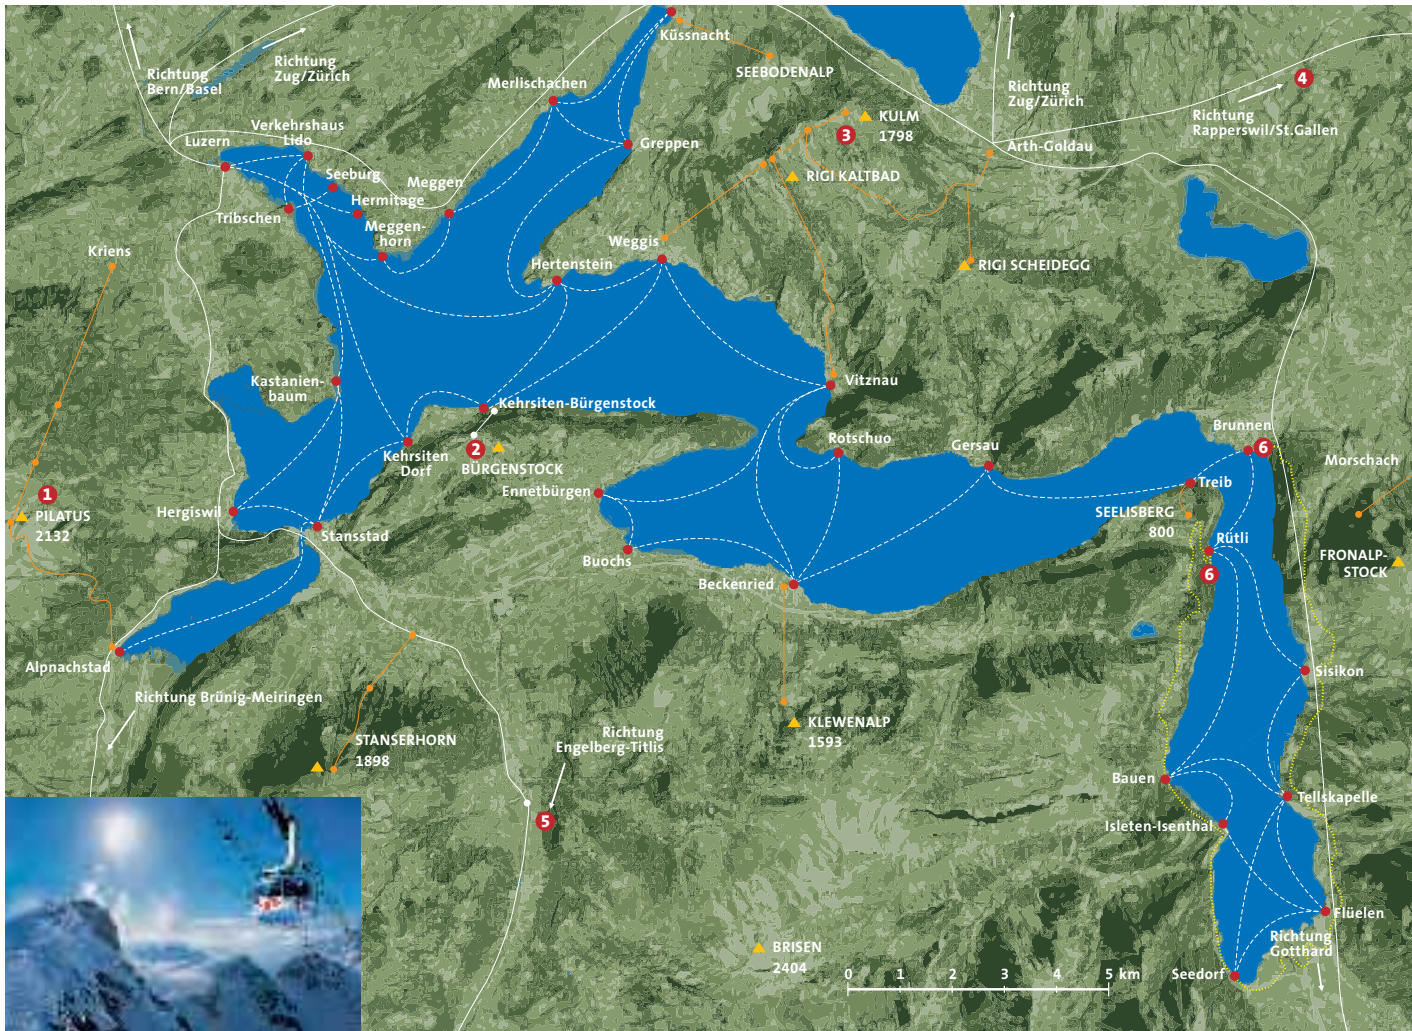 Küssnacht
SEEBODENALP
Richtung
Zug/Zürich
Richtung
Bern/Basel
Merlischachen
Richtung
Zug/Zürich
4
Richtung
Rapperswil/St.Gallen
KULM
1798
3
Verkehrshaus
Lido
Luzern
Greppen
Arth-Goldau
Seeburg
RIGI KALTBAD
Meggen
Hermitage
Tribschen
Meggen-
horn
Kriens
Weggis
Hertenstein
RIGI SCHEIDEGG
Kastanien-
baum
Vitznau
Kehrsiten-Bürgenstock
Brunnen
6
Rotschuo
Gersau
2
Kehrsiten
Dorf
BÜRGENSTOCK
Morschach
Treib
Ennetbürgen
1
PILATUS
2132
Hergiswil
SEELISBERG
800
Stansstad
Rütli
Buochs
FRONALP-
STOCK
6
Beckenried
Alpnachstad
Sisikon
Richtung Brünig-Meiringen
KLEWENALP
1593
Richtung
Engelberg-Titlis
STANSERHORN
1898
Bauen
Tellskapelle
5
Isleten-Isenthal
Flüelen
Richtung
Gotthard
BRISEN
2404
Seedorf
0 1 2 3 4 5 km